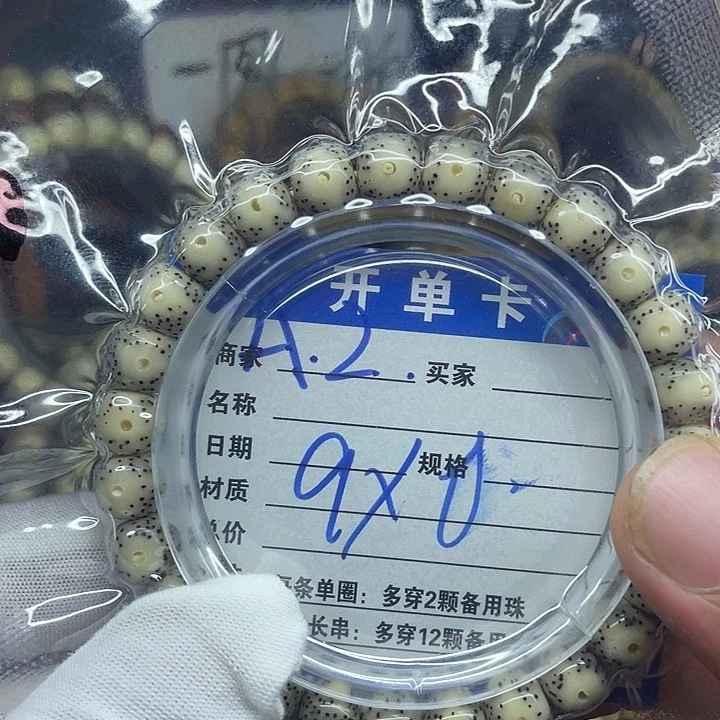 开单卡
商家 A.2. 买家
名称
日期 规格
材质 9X
价
条单圈：多穿2颗备用珠
长串：多穿12颗备用